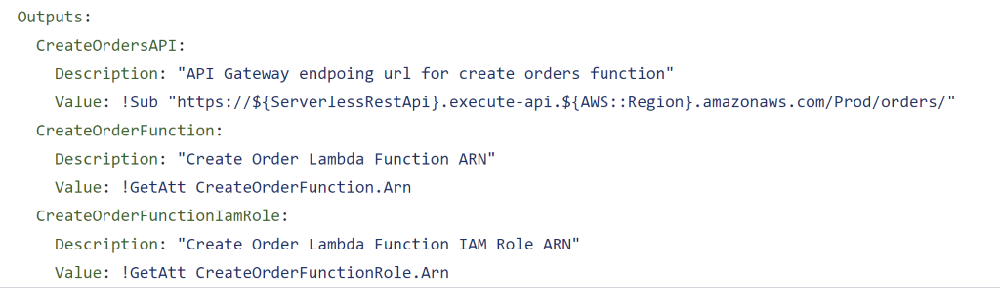 Outputs:
  CreateOrdersAPI:
    Description: "API Gateway endpoing url for create orders function"
    Value: !Sub "https://${ServerlessRestApi}.execute-api.${AWS::Region}.amazonaws.com/Prod/orders/"
  CreateOrderFunction:
    Description: "Create Order Lambda Function ARN"
    Value: !GetAtt CreateOrderFunction.Arn
  CreateOrderFunctionIamRole:
    Description: "Create Order Lambda Function IAM Role ARN"
    Value: !GetAtt CreateOrderFunctionRole.Arn